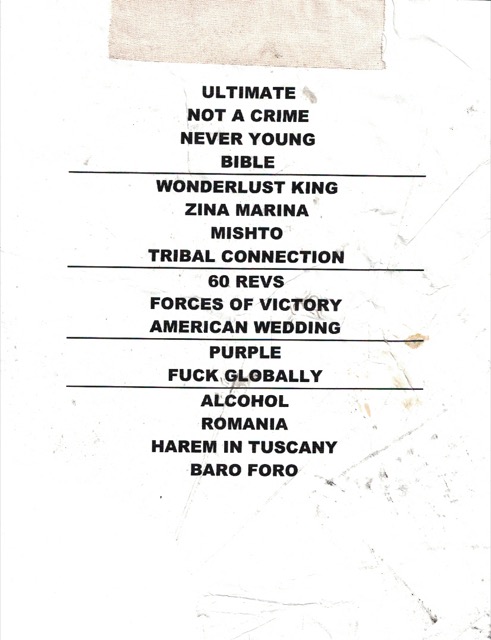 ULTIMATE
NOT A CRIME
NEVER YOUNG
BIBLE
WONDERLUST KING
ZINA MARINA
MISHTO
TRIBAL CONNECTION
60 REVS
FORCES OF VICTORY
AMERICAN WEDDING
PURPLE
FUCK GLOBALLY
ALCOHOL
ROMANIA
HAREM IN TUSCANY
BARO FORO